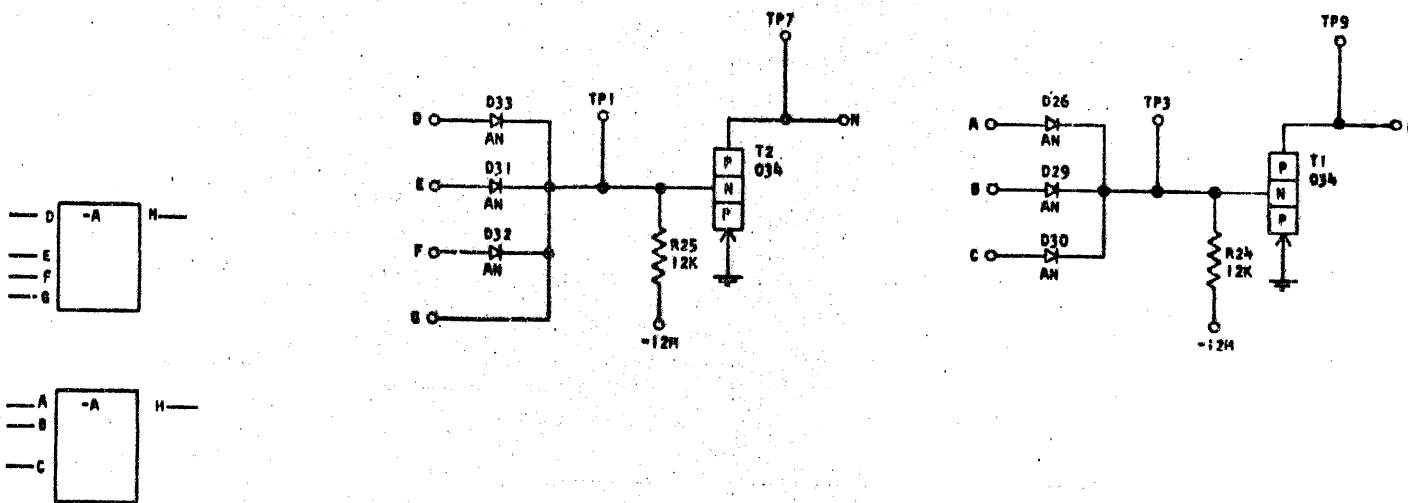 TP7
TP9
D33
TP1
D26
TP3
D
AN
N
A
AN
T2
034
T1
034
P
N
P
P
N
P
D31
E
AN
D29
B
AN
D32
F
AN
D30
C
AN
R25
12K
R24
12K
G
-12M
-12M
D
-A
E
F
G
A
-A
B
C